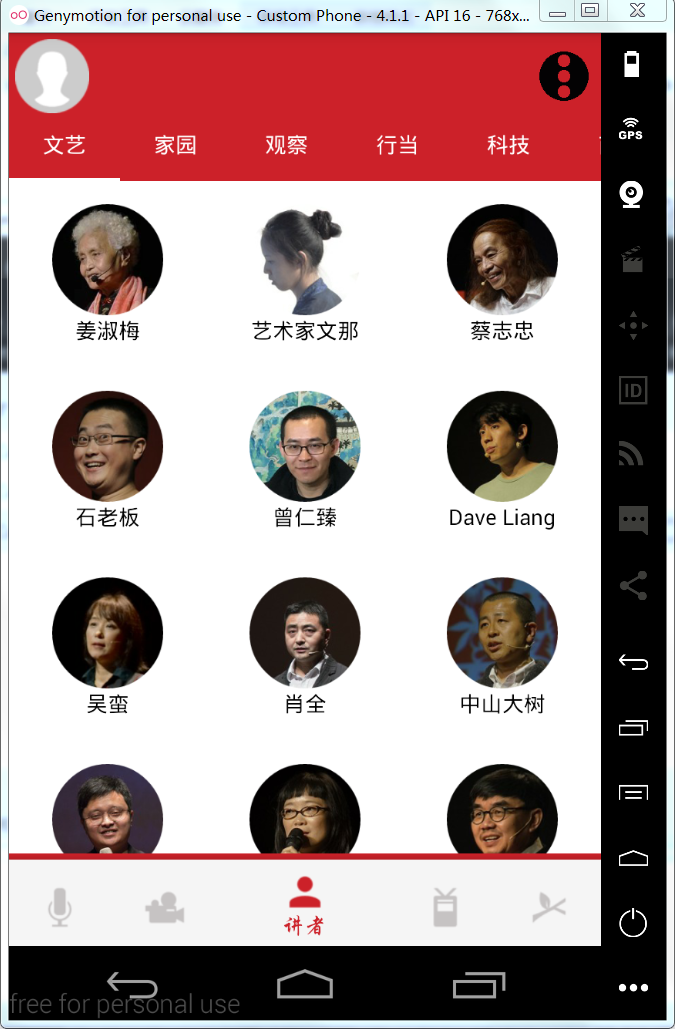 Genymotion for personal use - Custom Phone - 4.1.1 - API 16 - 768x...
文艺 家园 观察 行当 科技
GPS
姜淑梅 艺术家文那 蔡志忠
ID
石老板 曾仁臻 Dave Liang
吴蛮 肖全 中山大树
讲者
free for personal use